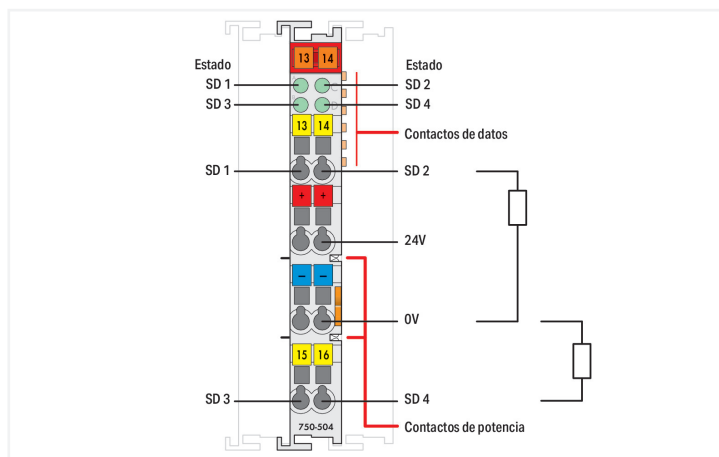 13 14
Estado Estado
SD 1 SD 2
C
SD 3 SD 4
D
13 14
Contactos de datos
SD 1 SD 2
+ +
24V
– –
0V
15 16
SD 3 SD 4
750-504 Contactos de potencia